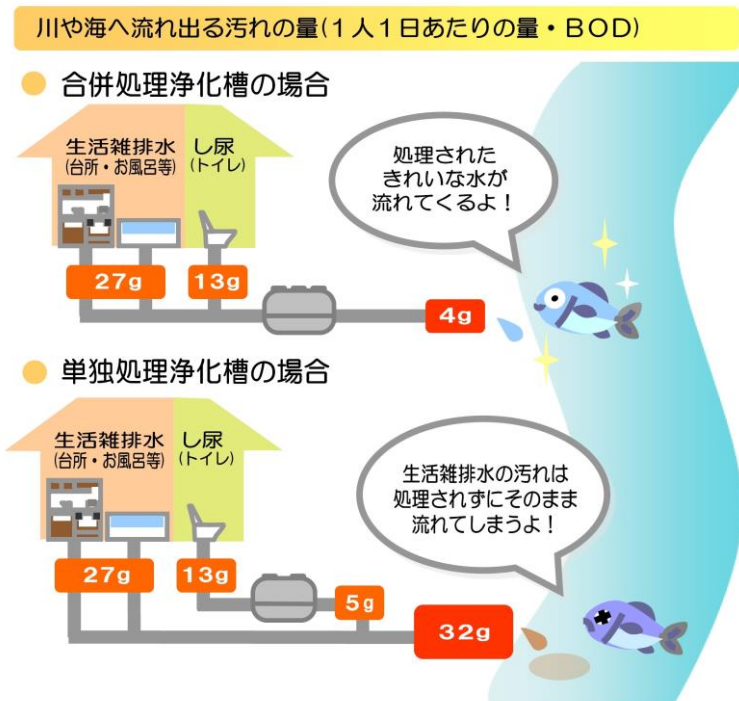 川や海へ流れ出る汚れの量(１人１日あたりの量・ＢＯＤ)
合併処理浄化槽の場合
生活雑排水 し尿
(台所・お風呂等) (トイレ)
27g 13g
4g
処理された
きれいな水が
流れてくるよ！
単独処理浄化槽の場合
生活雑排水 し尿
(台所・お風呂等) (トイレ)
27g 13g
5g
32g
生活雑排水の汚れは
処理されずにそのまま
流れてしまうよ！